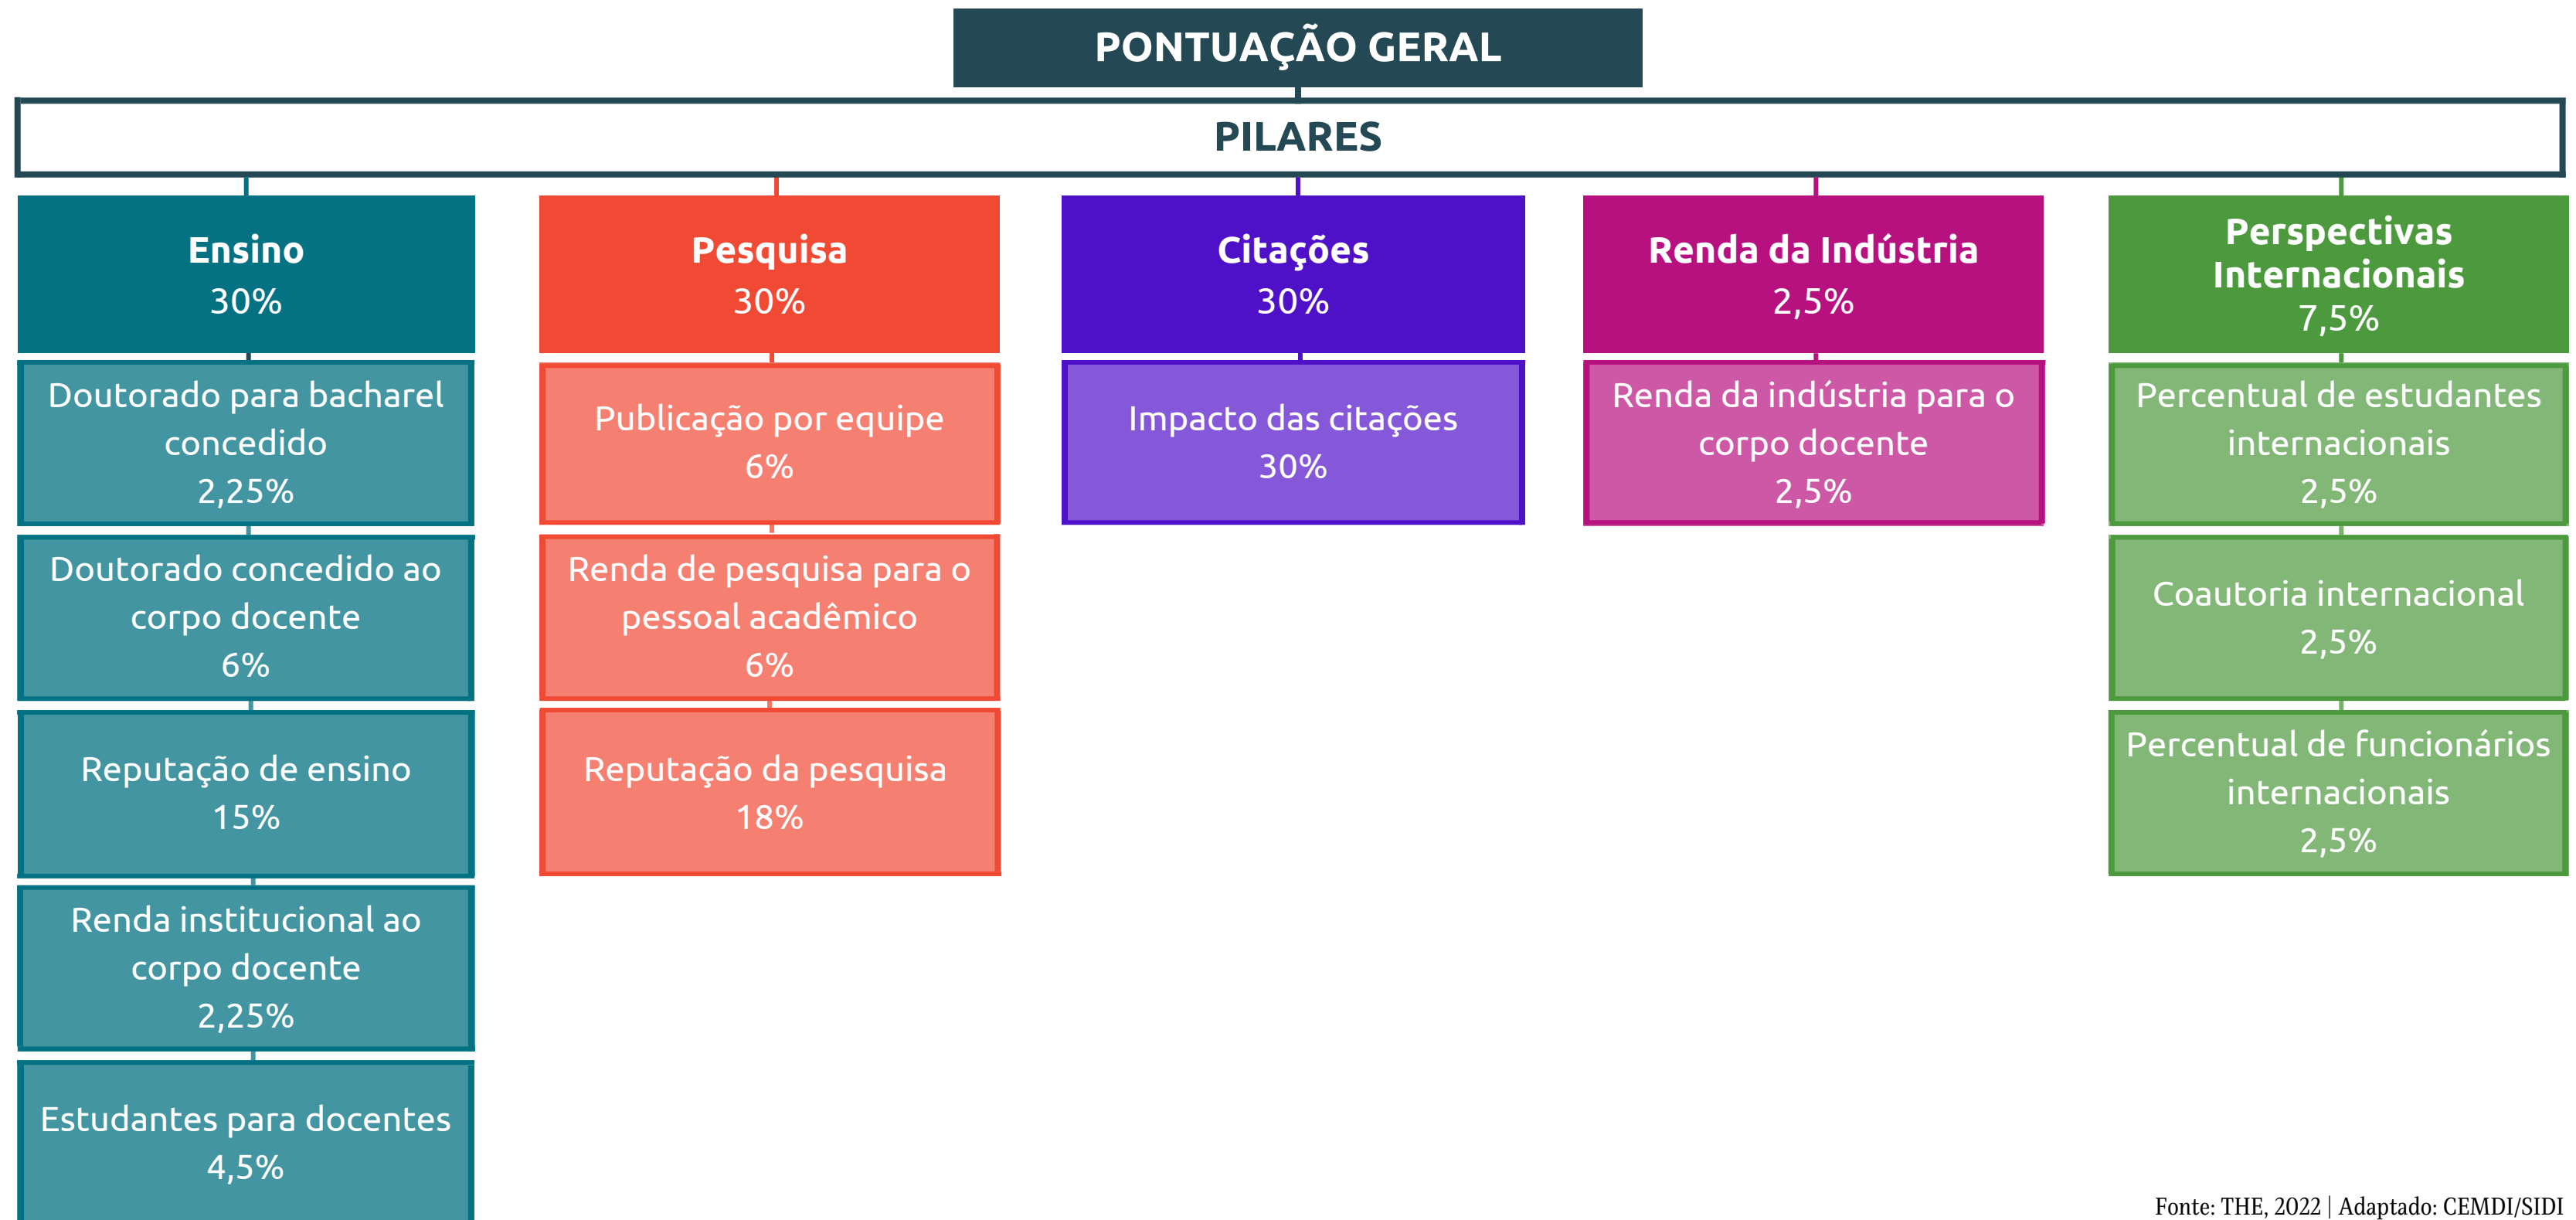 PONTUAÇÃO GERAL
PILARES
Ensino
30%
Doutorado para bacharel
concedido
2,25%
Doutorado concedido ao
corpo docente
6%
Reputação de ensino
15%
Renda institucional ao
corpo docente
2,25%
Estudantes para docentes
4,5%
Pesquisa
30%
Publicação por equipe
6%
Renda de pesquisa para o
pessoal acadêmico
6%
Reputação da pesquisa
18%
Citações
30%
Impacto das citações
30%
Renda da Indústria
2,5%
Renda da indústria para o
corpo docente
2,5%
Perspectivas
Internacionais
7,5%
Percentual de estudantes
internacionais
2,5%
Coautoria internacional
2,5%
Percentual de funcionários
internacionais
2,5%
Fonte: THE, 2022 | Adaptado: CEMDI/SIDI